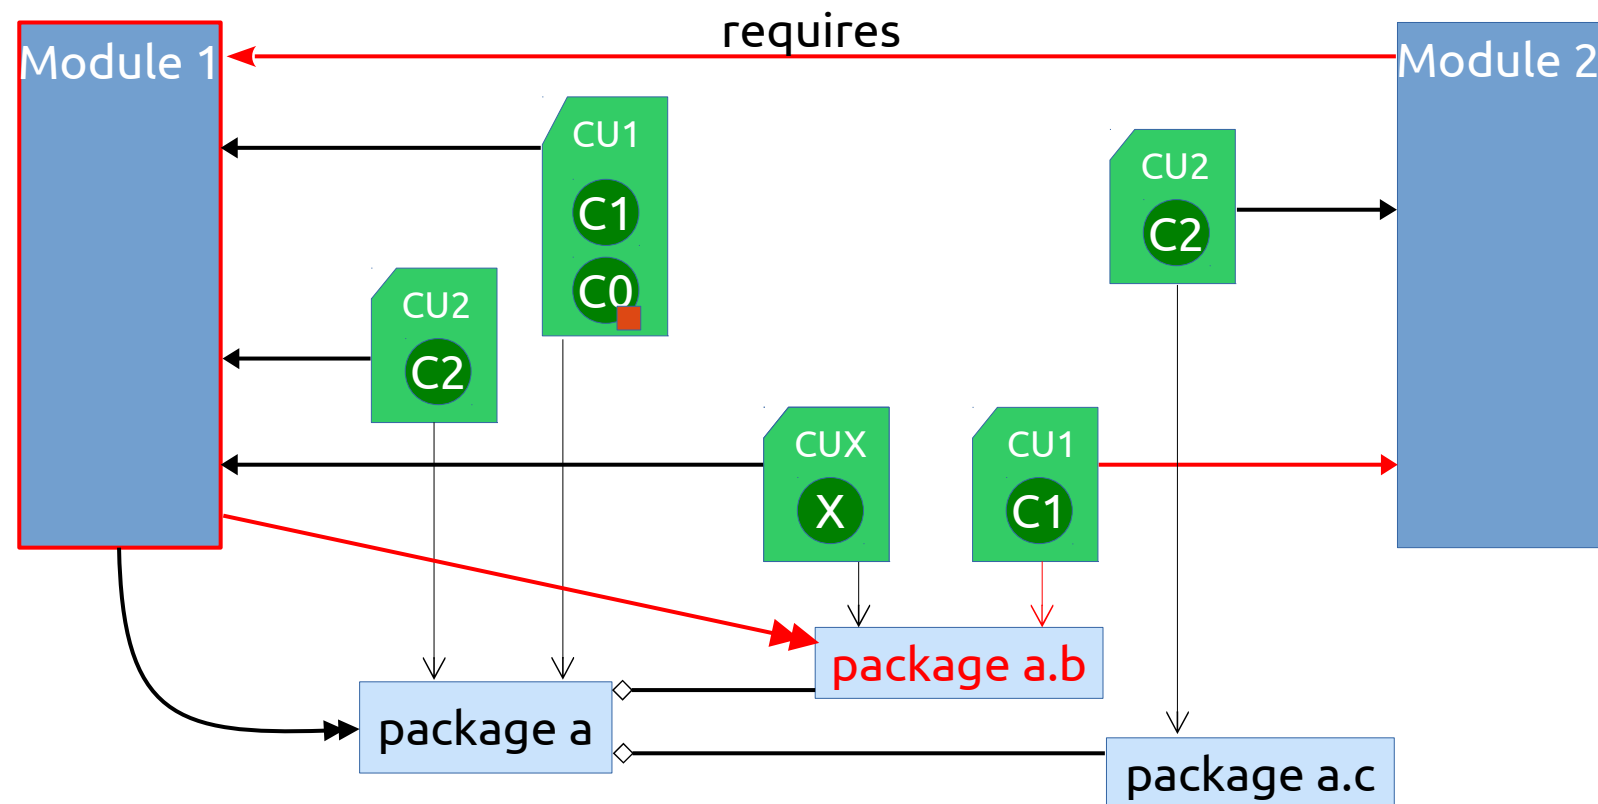 requires
Module 1
Module 2
CU1
C1
C0
CU2
C2
CU2
C2
CUX
X
CU1
C1
package a.b
package a
package a.c